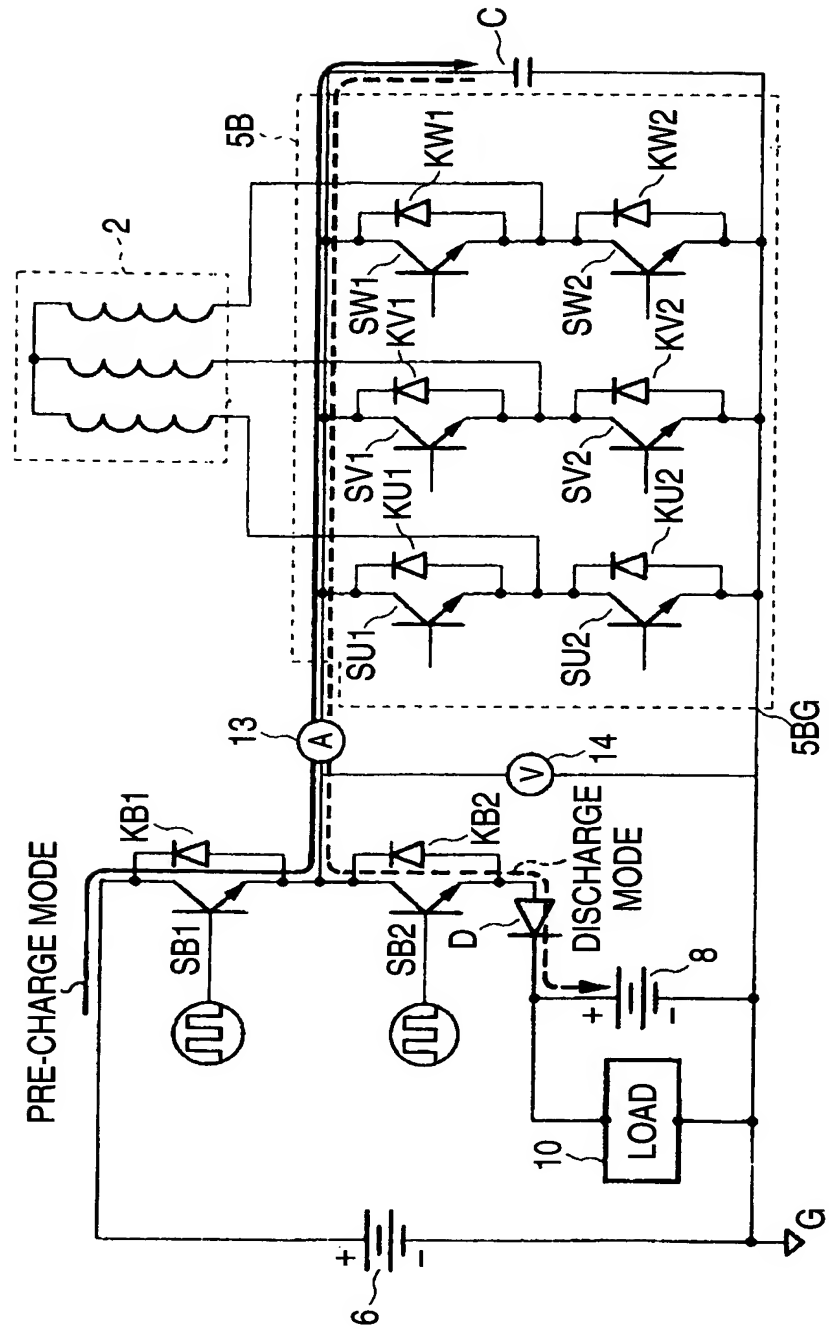 PRE-CHARGE MODE
KB1
SB1
13
A
5B
2
C
SU1
KU1
SV1
KV1
SW1
KW1
SB2
KB2
D
DISCHARGE
MODE
14
V
SU2
KU2
SV2
KV2
SW2
KW2
5BG
6
+
-
10
LOAD
+
-
8
G